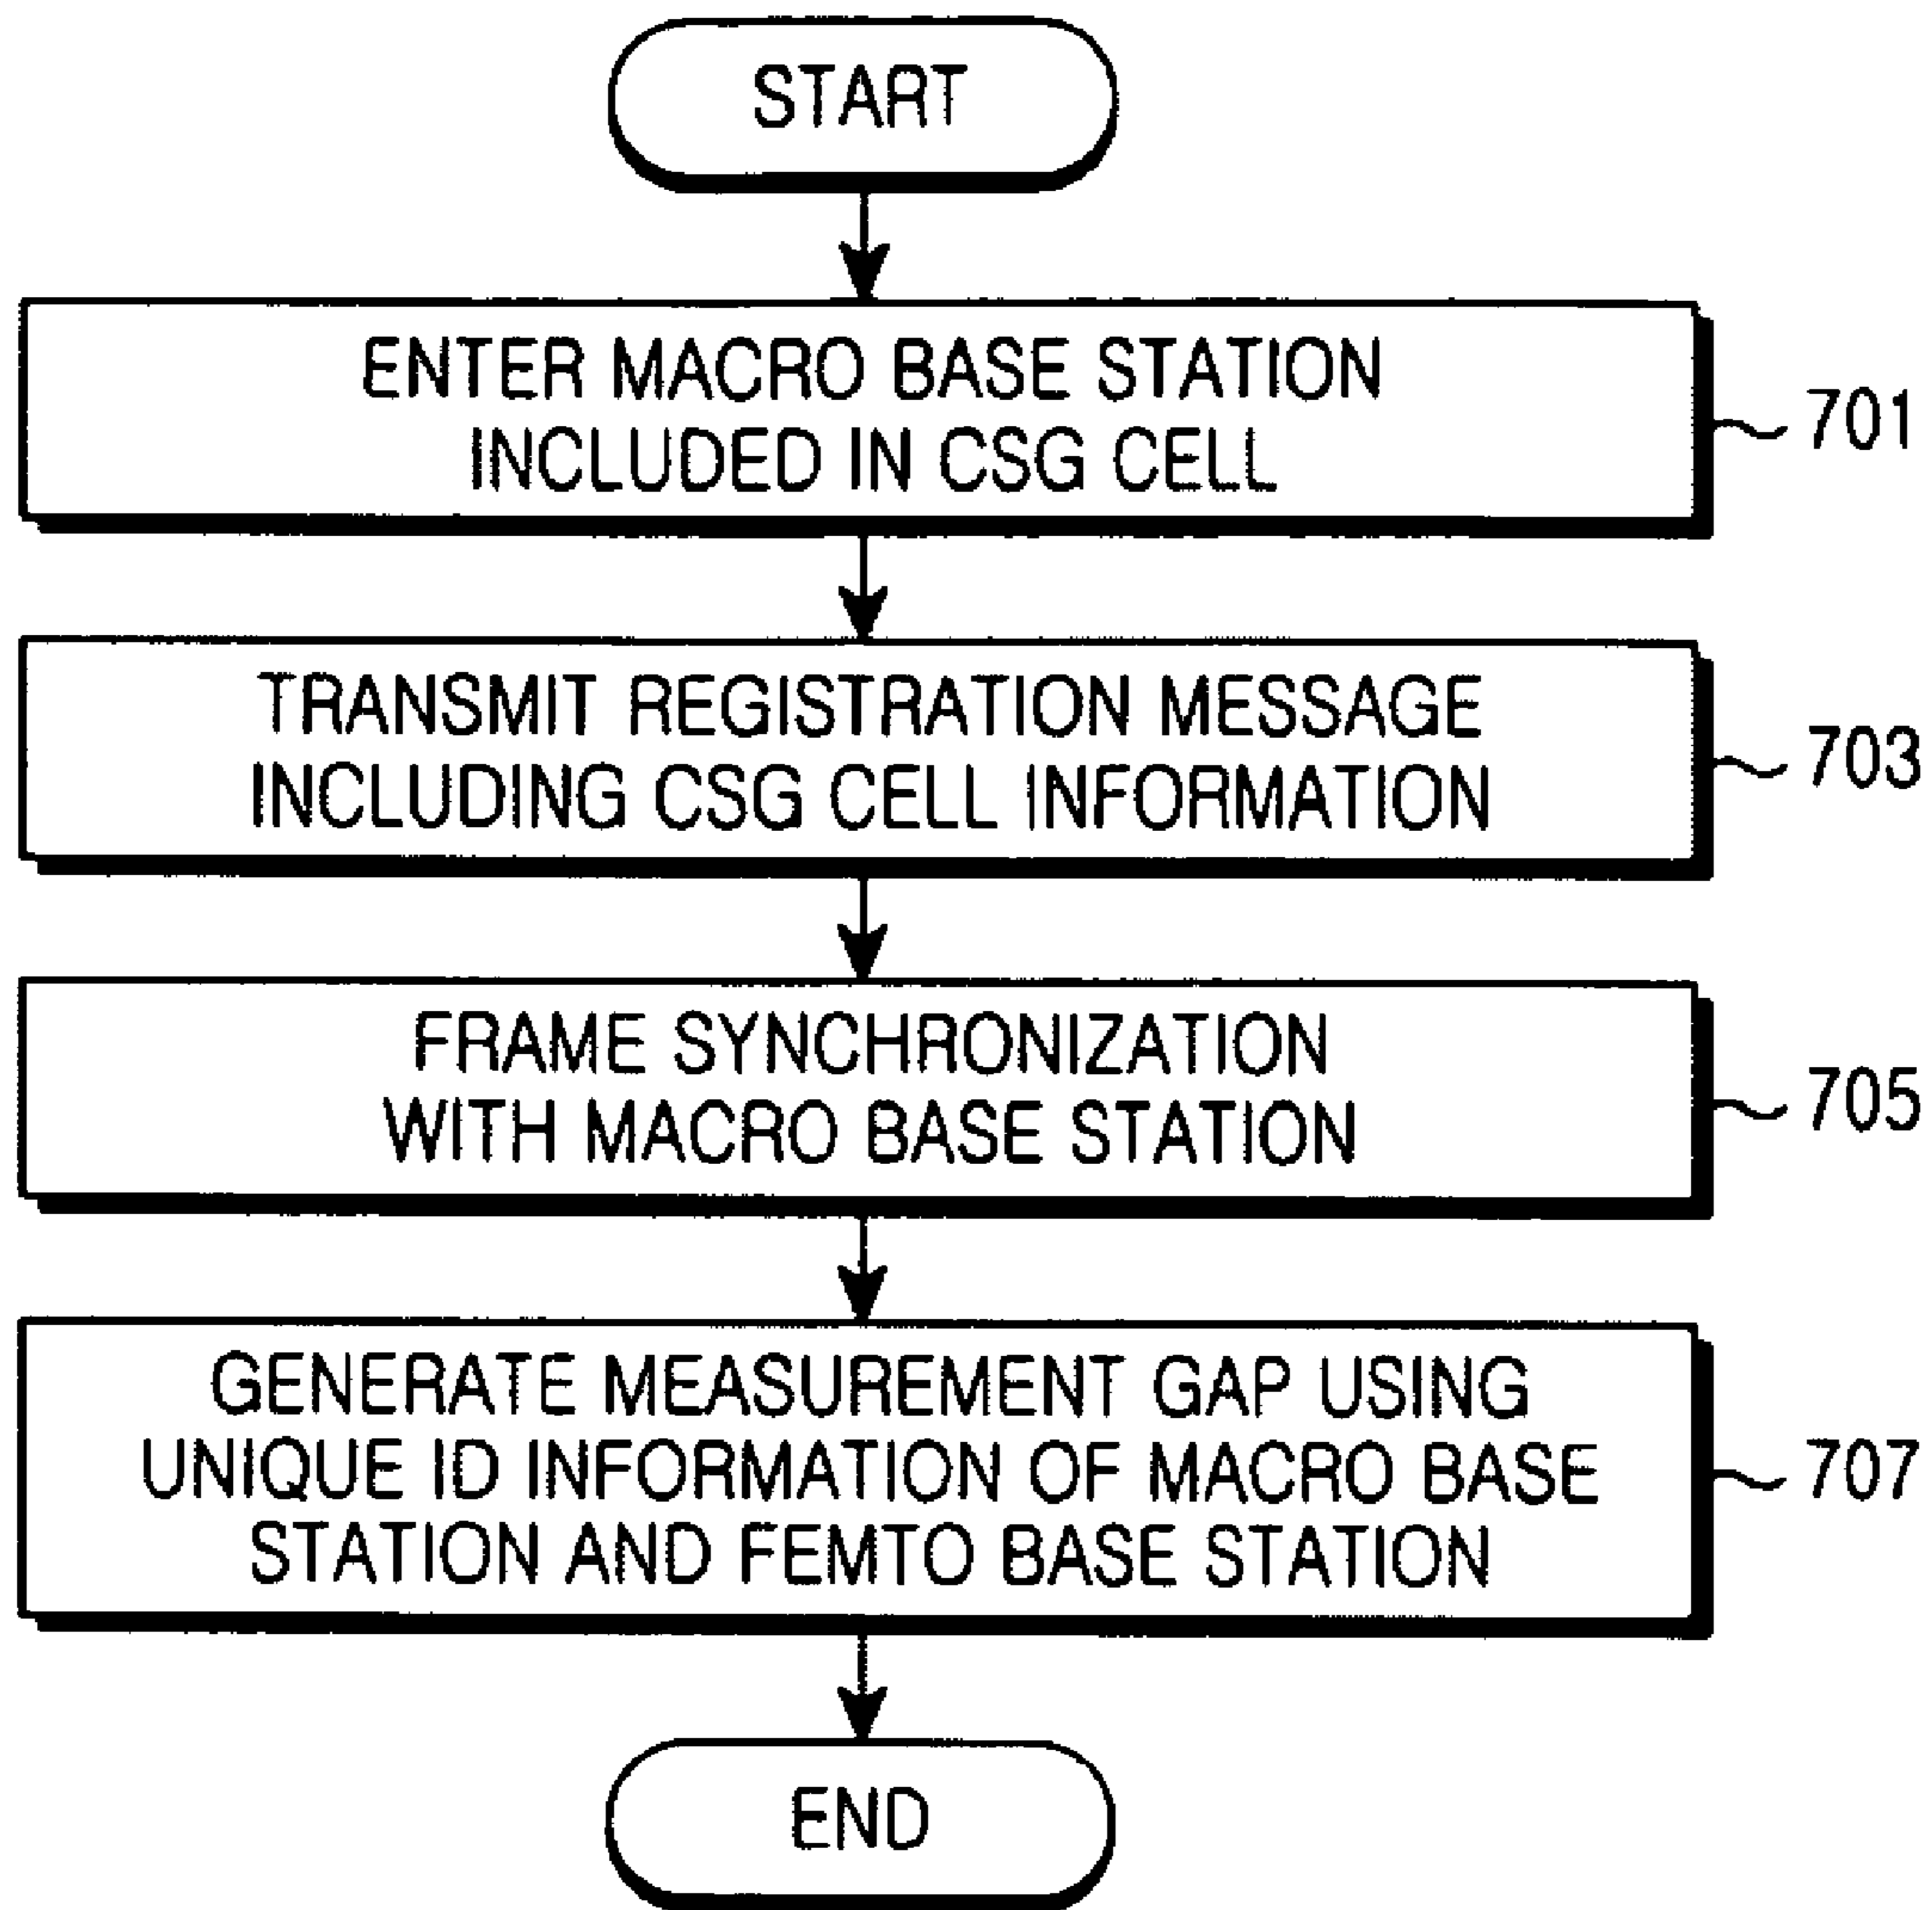 START
ENTER MACRO BASE STATION
INCLUDED IN CSG CELL
701
TRANSMIT REGISTRATION MESSAGE
INCLUDING CSG CELL INFORMATION
703
FRAME SYNCHRONIZATION
WITH MACRO BASE STATION
705
GENERATE MEASUREMENT GAP USING
UNIQUE ID INFORMATION OF MACRO BASE
STATION AND FEMTO BASE STATION
707
END